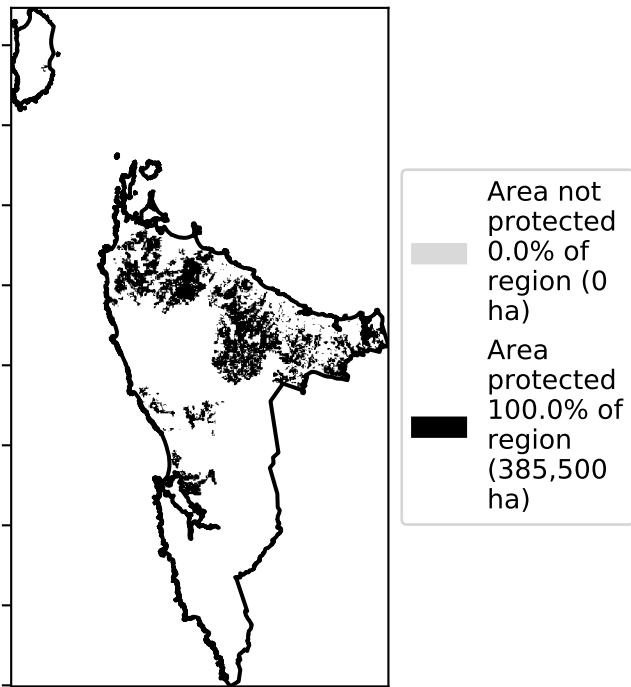 Area not
protected
0.0% of
region (0
ha)
Area
protected
100.0% of
region
(385,500
ha)